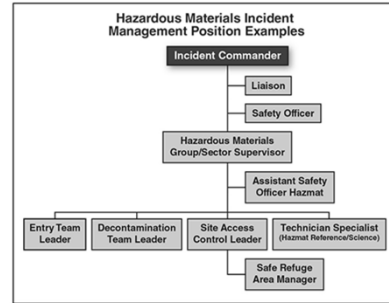 Hazardous Materials Incident
Management Position Examples
Incident Commander
Liaison
Safety Officer
Hazardous Materials
Group/Sector Supervisor
Assistant Safety
Officer Hazmat
Entry Team
Leader
Decontamination
Team Leader
Site Access
Control Leader
Technician Specialist
(Hazmat Reference/Science)
Safe Refuge
Area Manager